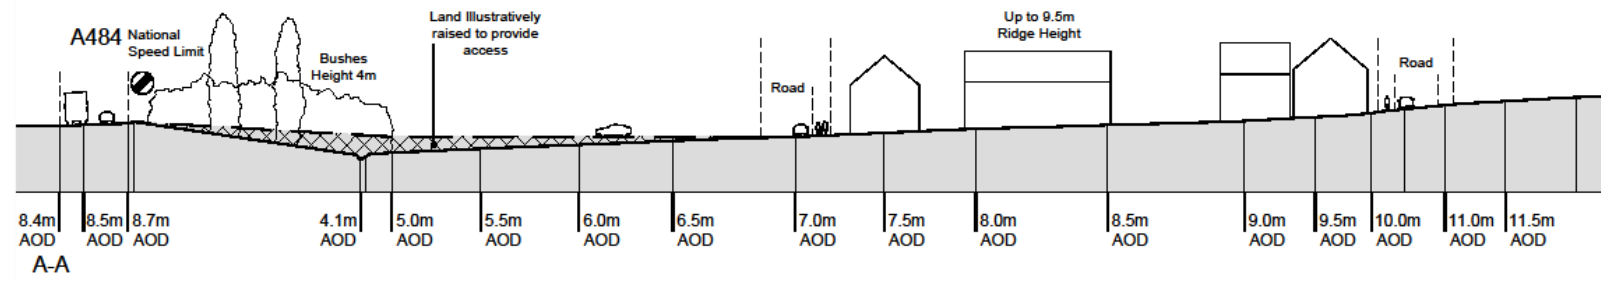 A484
National
Speed Limit
Bushes
Height 4m
Land Illustratively
raised to provide
access
Up to 9.5m
Ridge Height
Road
Road
8.4m
AOD
8.5m
AOD
8.7m
AOD
4.1m
AOD
5.0m
AOD
5.5m
AOD
6.0m
AOD
6.5m
AOD
7.0m
AOD
7.5m
AOD
8.0m
AOD
8.5m
AOD
9.0m
AOD
9.5m
AOD
10.0m
AOD
11.0m
AOD
11.5m
AOD
A-A